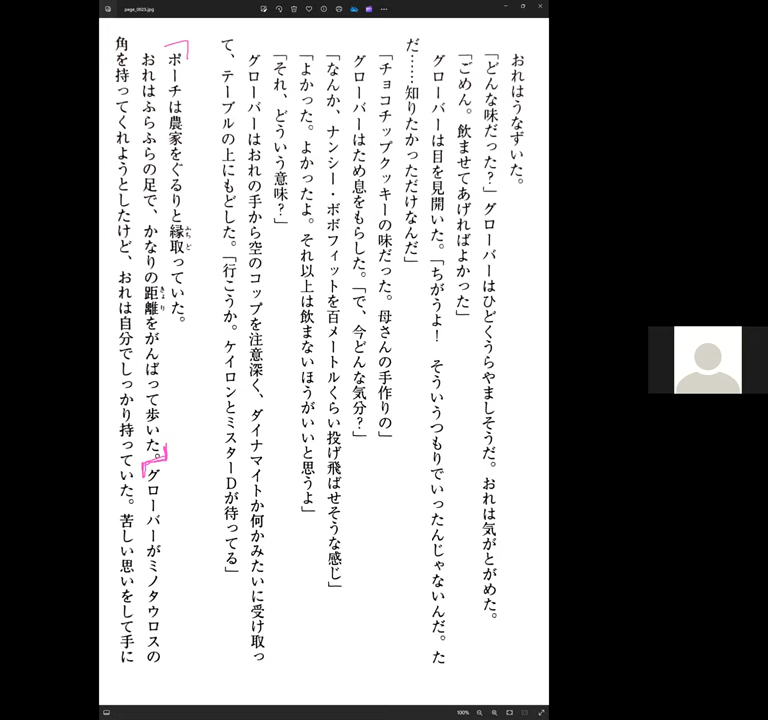 page_0023.jpg
おれはうなずいた。
「どんな味だった？」グローバーはひどくうらやましそうだ。おれは気がとがめた。
「ごめん。飲ませてあげればよかった」
グローバーは目を見開いた。「ちがうよ！　そういうつもりでいったんじゃないんだ。た
だ……知りたかっただけなんだ」
「チョコチップクッキーの味だった。母さんの手作りの」
グローバーはため息をもらした。「で、今どんな気分？」
「なんか、ナンシー・ボボフィットを百メートルくらい投げ飛ばせそうな感じ」
「よかった。よかったよ。それ以上は飲まないほうがいいと思うよ」
「それ、どういう意味？」
グローバーはおれの手から空のコップを注意深く、ダイナマイトか何かみたいに受け取っ
て、テーブルの上にもどした。「行こうか。ケイロンとミスターDが待ってる」
ポーチは農家をぐるりと縁取っていた。
おれはふらふらの足で、かなりの距離をがんばって歩いた。グローバーがミノタウロスの
角を持ってくれようとしたけど、おれは自分でしっかり持っていた。苦しい思いをして手に
100%